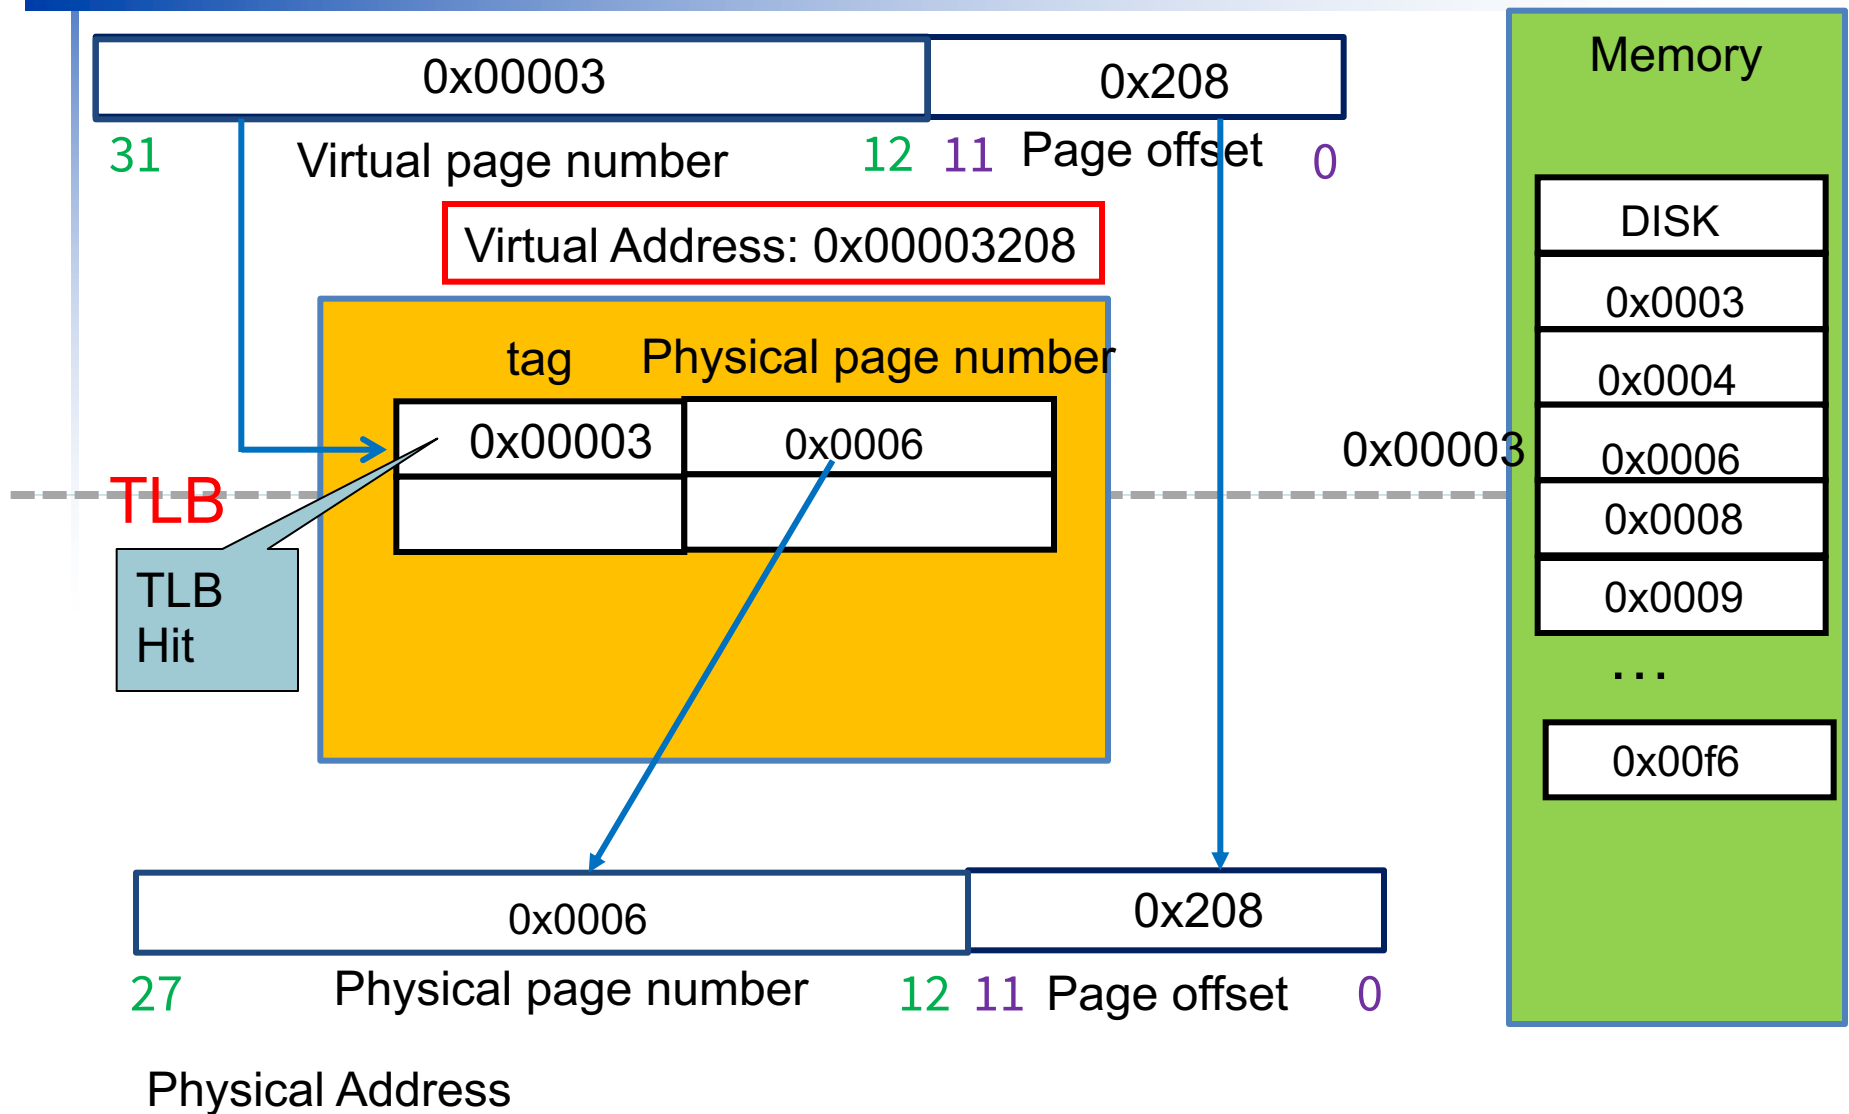 0x00003
0x208
31
Virtual page number
12
11
Page offset
0
Virtual Address: 0x00003208
tag
Physical page number
0x00003
0x0006
TLB
TLB
Hit
0x0006
0x208
27
Physical page number
12
11
Page offset
0
Physical Address
Memory
DISK
0x0003
0x0004
0x00003
0x0006
0x0008
0x0009
...
0x00f6